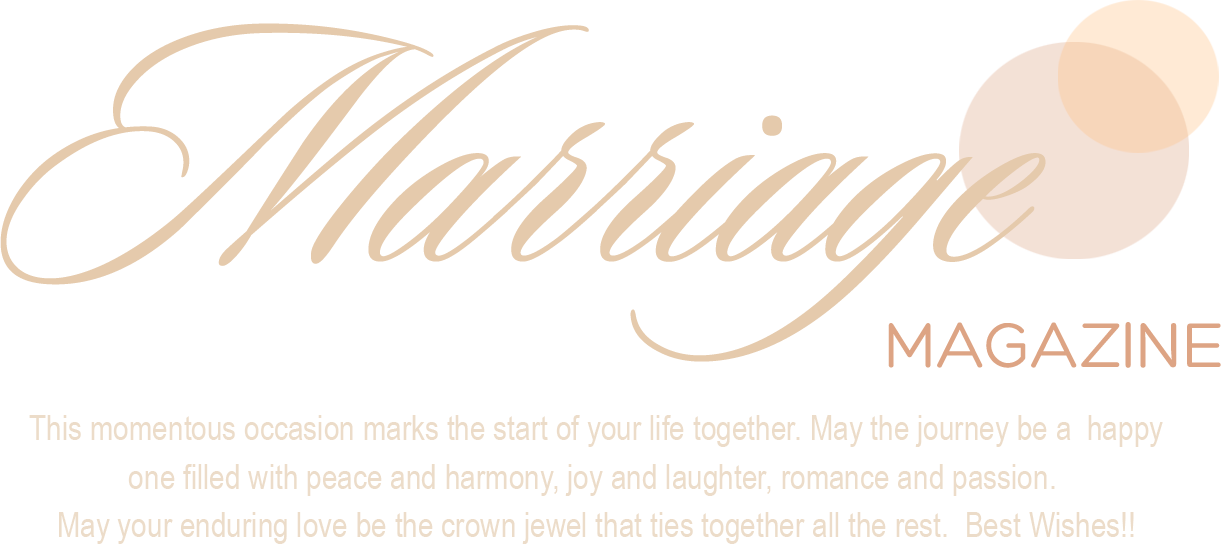 Marriage
MAGAZINE
This momentous occasion marks the start of your life together. May the journey be a  happy
one filled with peace and harmony, joy and laughter, romance and passion.
May your enduring love be the crown jewel that ties together all the rest.  Best Wishes!!